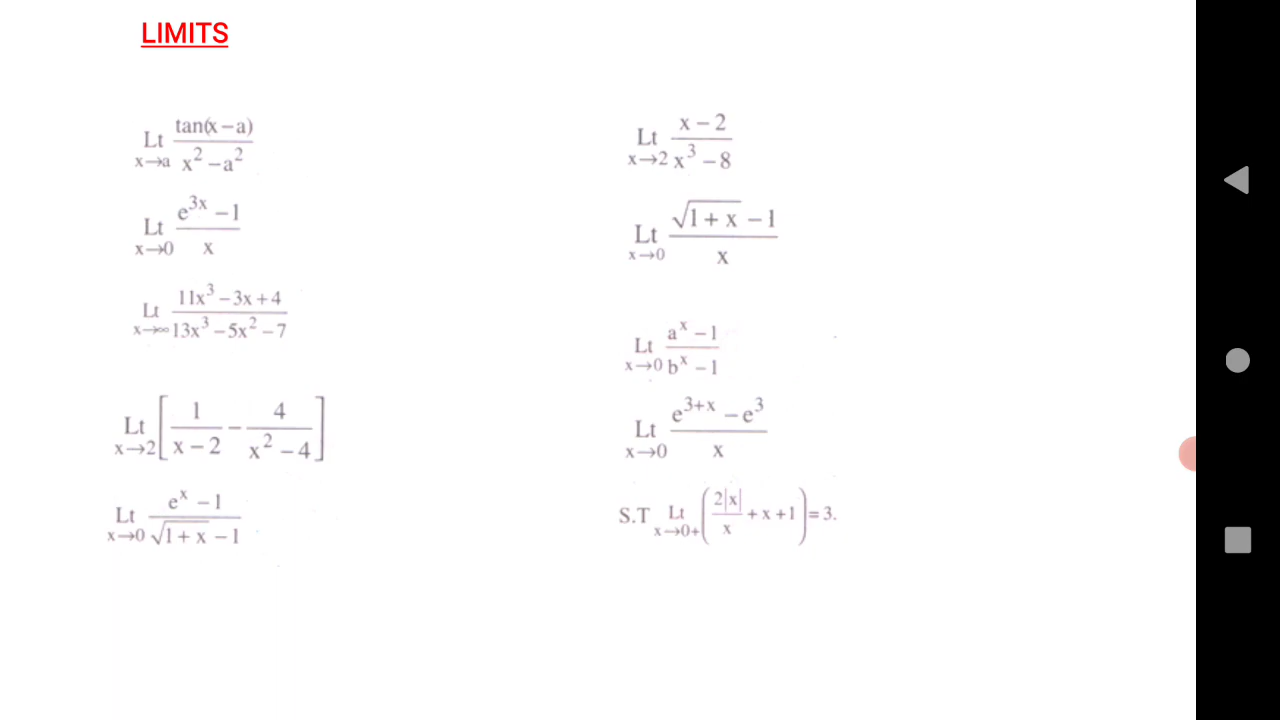 LIMITS
Lt x→a tan(x−a) / x² − a²
Lt x→0 e^{3x} − 1 / x
Lt x→∞ 11x³ − 3x + 4 / 13x³ − 5x² − 7
Lt x→2 [ 1 / x − 2 − 4 / x² − 4 ]
Lt x→0 e^x − 1 / √(1 + x) − 1
Lt x→2 x − 2 / x³ − 8
Lt x→0 √(1 + x) − 1 / x
Lt x→0 a^x − 1 / b^x − 1
Lt x→0 e^{3+x} − e³ / x
S.T Lt x→0+ ( 2|x| / x + x + 1 ) = 3.